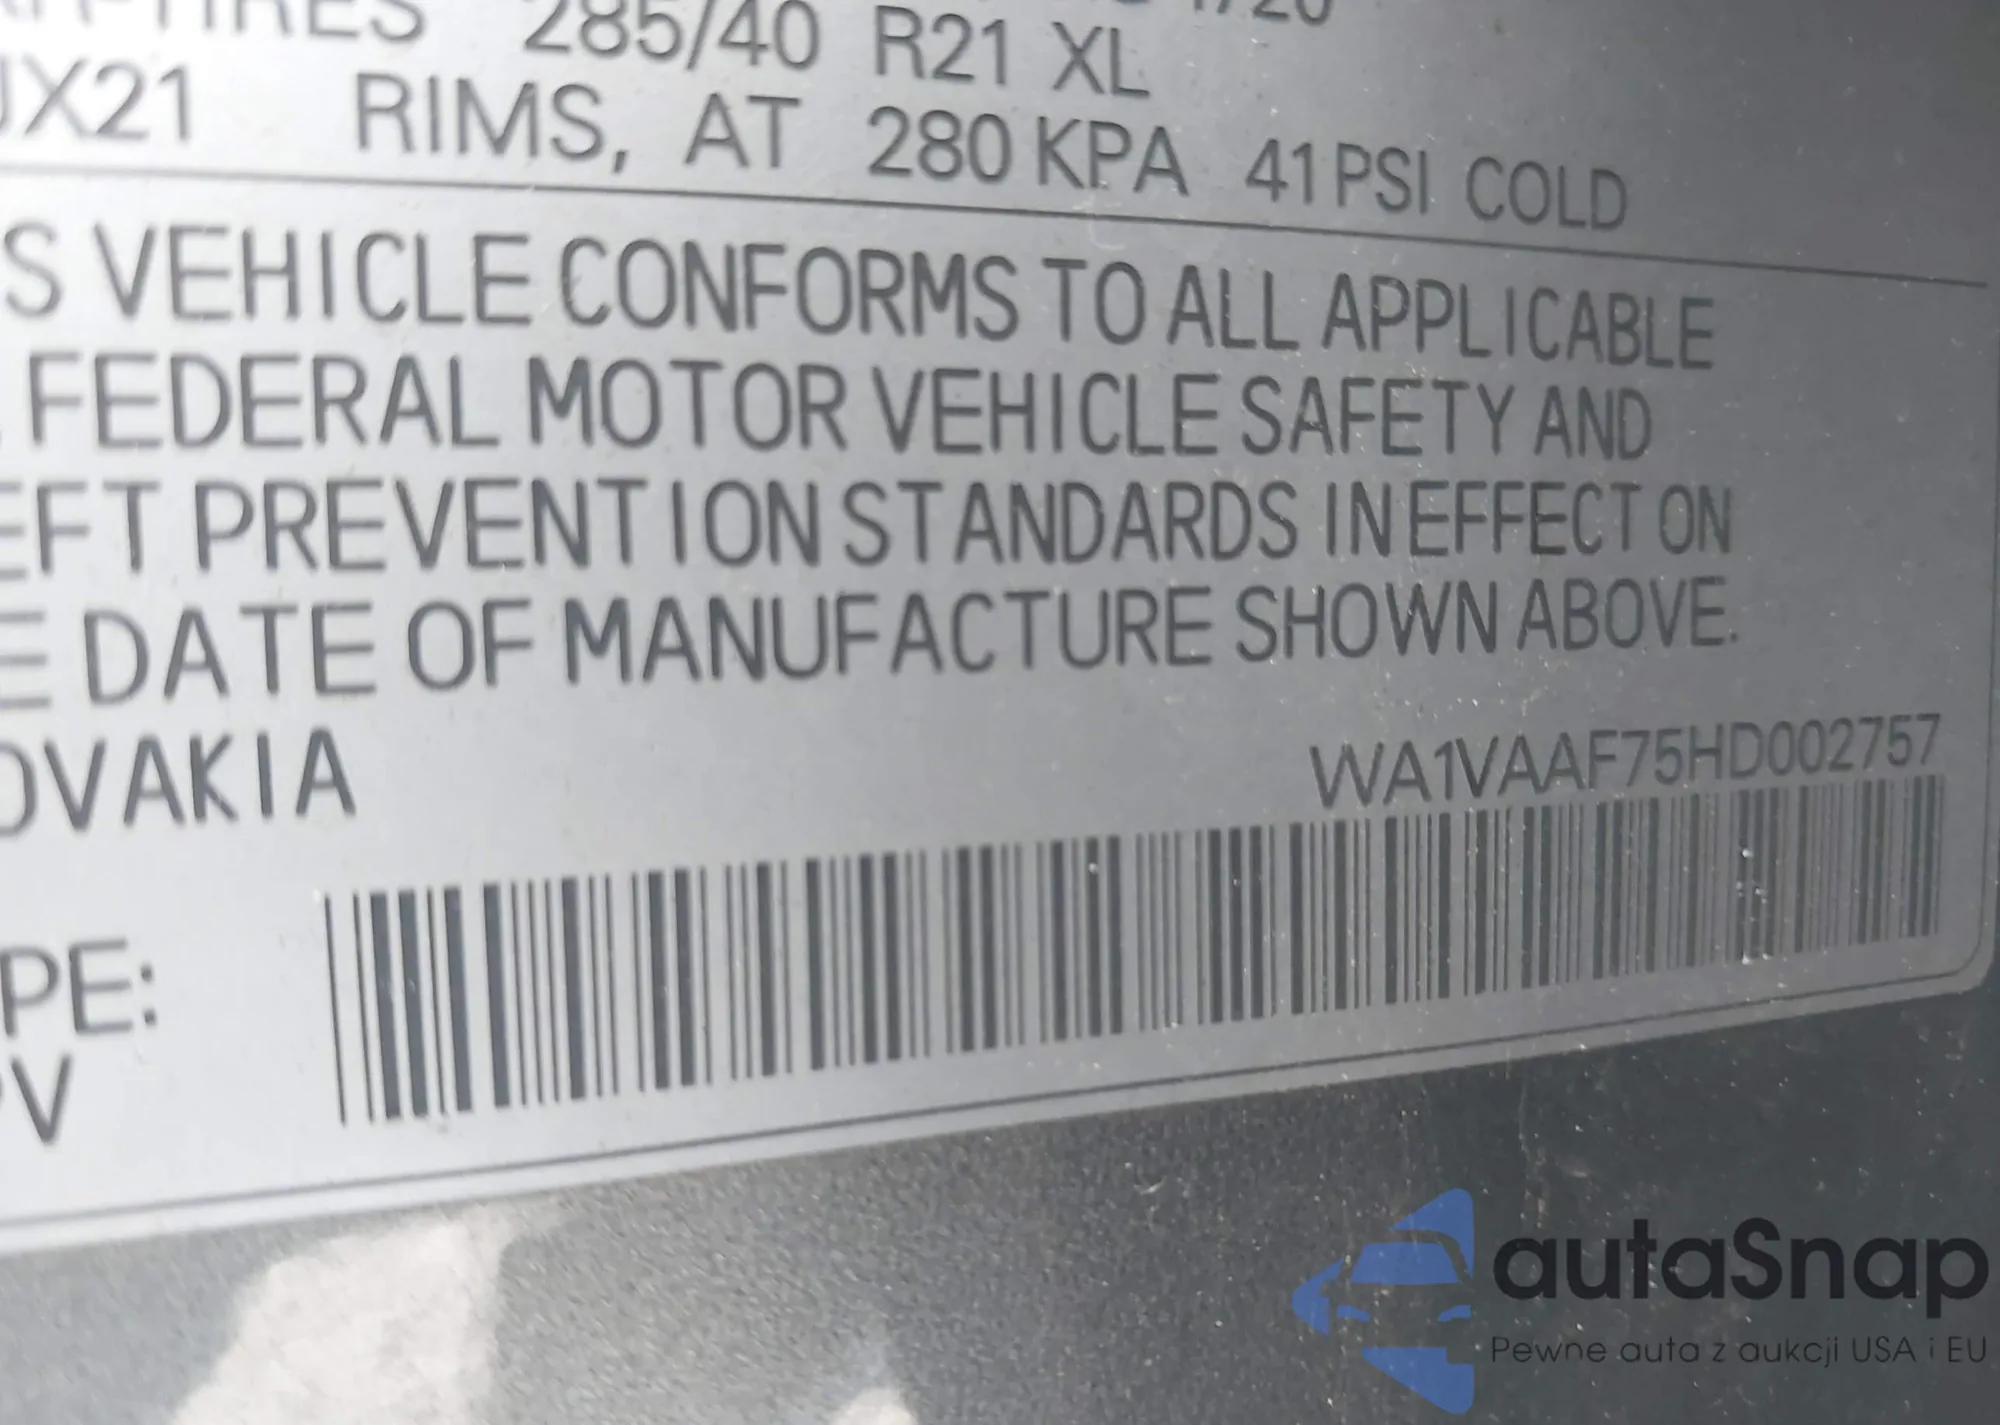 285/40 R21 XL
RIMS, AT 280 KPA 41 PSI COLD
S VEHICLE CONFORMS TO ALL APPLICABLE
FEDERAL MOTOR VEHICLE SAFETY AND
EFT PREVENTION STANDARDS IN EFFECT ON
E DATE OF MANUFACTURE SHOWN ABOVE.
OVAKIA
WA1VAAF75HD002757
PE:
PV
autaSnap
Pewne auta z aukcji USA i EU